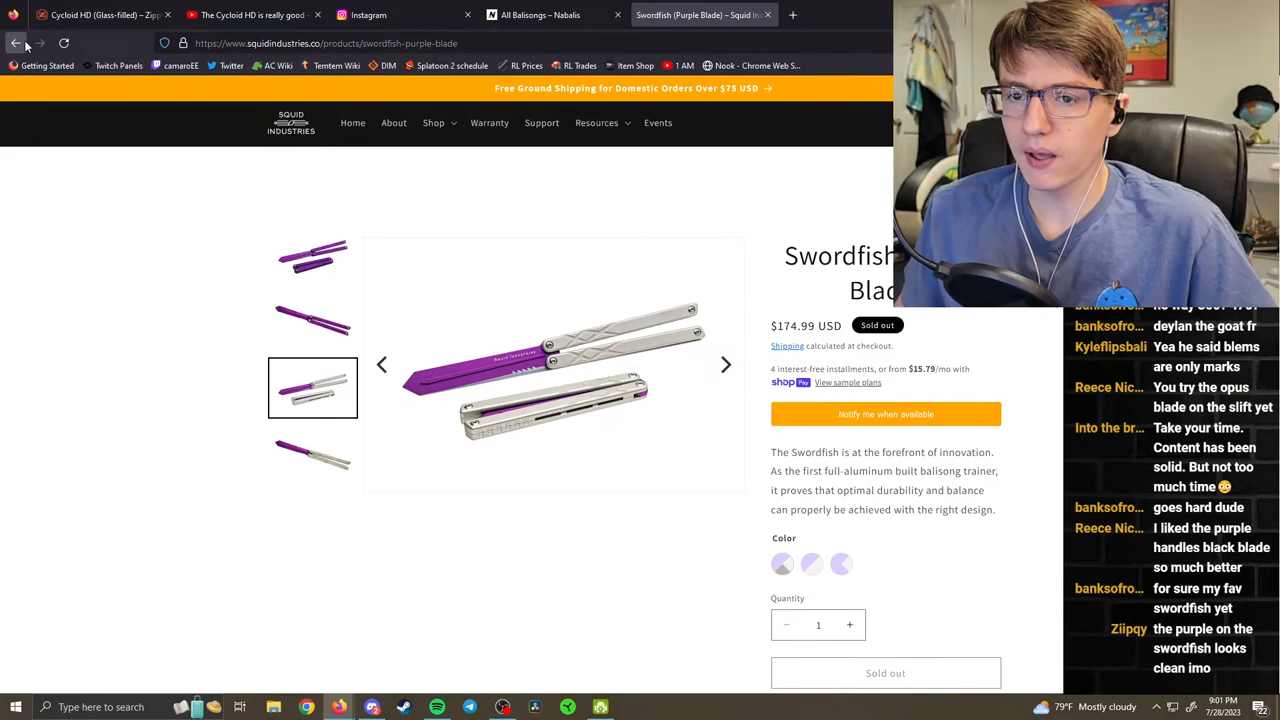 Cycloid HD (G-Flash) – Zipp
The Cycloid HD is really good
Instagram
All Balisongs – Nabalis
Swordfish (Purple Blade) – Squid In
https://www.squidindustries.co/products/swordfish-purple-blade
Getting Started
Twitch Panels
camaroEE
Twitter
AC Wiki
Temtem Wiki
DIM
Splatoon 2 schedule
RL Prices
RL Trades
Item Shop
1 AM
Nook - Chrome Web S...
Free Ground Shipping for Domestic Orders Over $75 USD →
SQUID
INDUSTRIES
Home
About
Shop
Warranty
Support
Resources
Events
Swordfish
Blad
$174.99 USD
Sold out
Shipping calculated at checkout.
4 interest-free installments, or from $15.79/mo with
shop Pay View sample plans
Notify me when available
The Swordfish is at the forefront of innovation.
As the first full-aluminum built balisong trainer,
it proves that optimal durability and balance
can properly be achieved with the right design.
Color
Quantity
− 1 +
Sold out
SQUID INDUSTRIES
banksofro... deylan the goat fr
Kyleflipsbali Yea he said blems
are only marks
Reece Nic... You try the opus
blade on the slift yet
Into the br... Take your time.
Content has been
solid. But not too
much time😳
banksofro... goes hard dude
Reece Nic... I liked the purple
handles black blade
so much better
banksofro... for sure my fav
swordfish yet
Ziipqy the purple on the
swordfish looks
clean imo
Type here to search
79°F Mostly cloudy
9:01 PM
7/28/2023
22